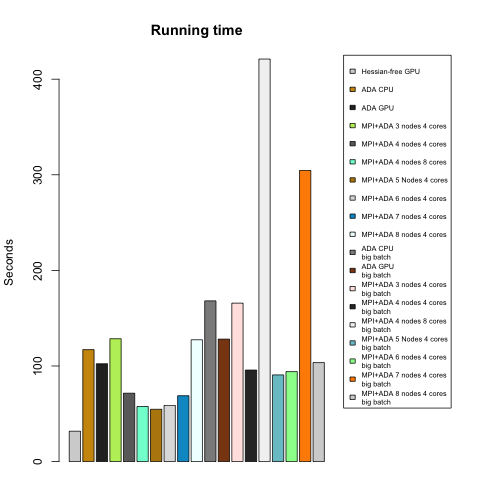 Running time
Seconds
0
100
200
300
400
Hessian-free GPU
ADA CPU
ADA GPU
MPI+ADA 3 nodes 4 cores
MPI+ADA 4 nodes 4 cores
MPI+ADA 4 nodes 8 cores
MPI+ADA 5 Nodes 4 cores
MPI+ADA 6 nodes 4 cores
MPI+ADA 7 nodes 4 cores
MPI+ADA 8 nodes 4 cores
ADA CPU
big batch
ADA GPU
big batch
MPI+ADA 3 nodes 4 cores
big batch
MPI+ADA 4 nodes 4 cores
big batch
MPI+ADA 4 nodes 8 cores
big batch
MPI+ADA 5 Nodes 4 cores
big batch
MPI+ADA 6 nodes 4 cores
big batch
MPI+ADA 7 nodes 4 cores
big batch
MPI+ADA 8 nodes 4 cores
big batch